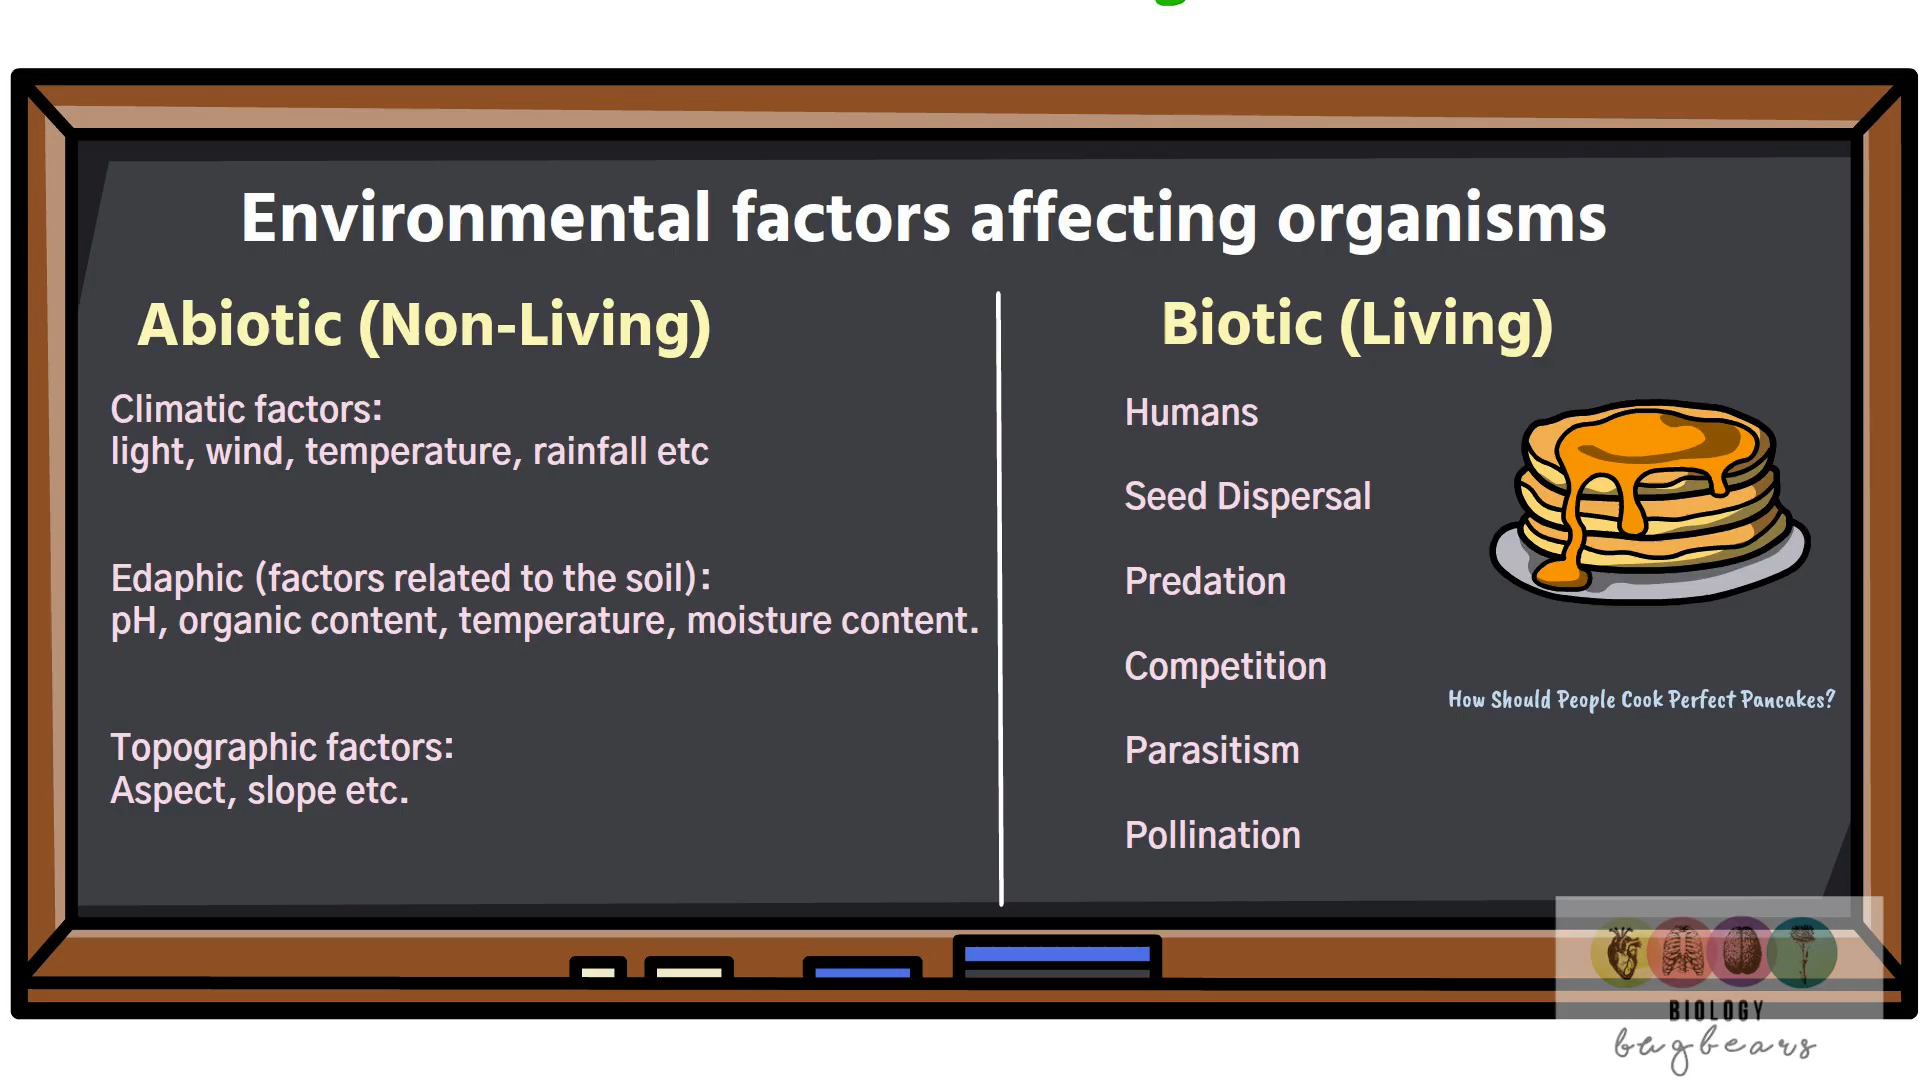 Environmental factors affecting organisms
Abiotic (Non-Living)
Climatic factors:
light, wind, temperature, rainfall etc
Edaphic (factors related to the soil):
pH, organic content, temperature, moisture content.
Topographic factors:
Aspect, slope etc.
Biotic (Living)
Humans
Seed Dispersal
Predation
Competition
Parasitism
Pollination
How Should People Cook Perfect Pancakes?
BIOLOGY
bugbears